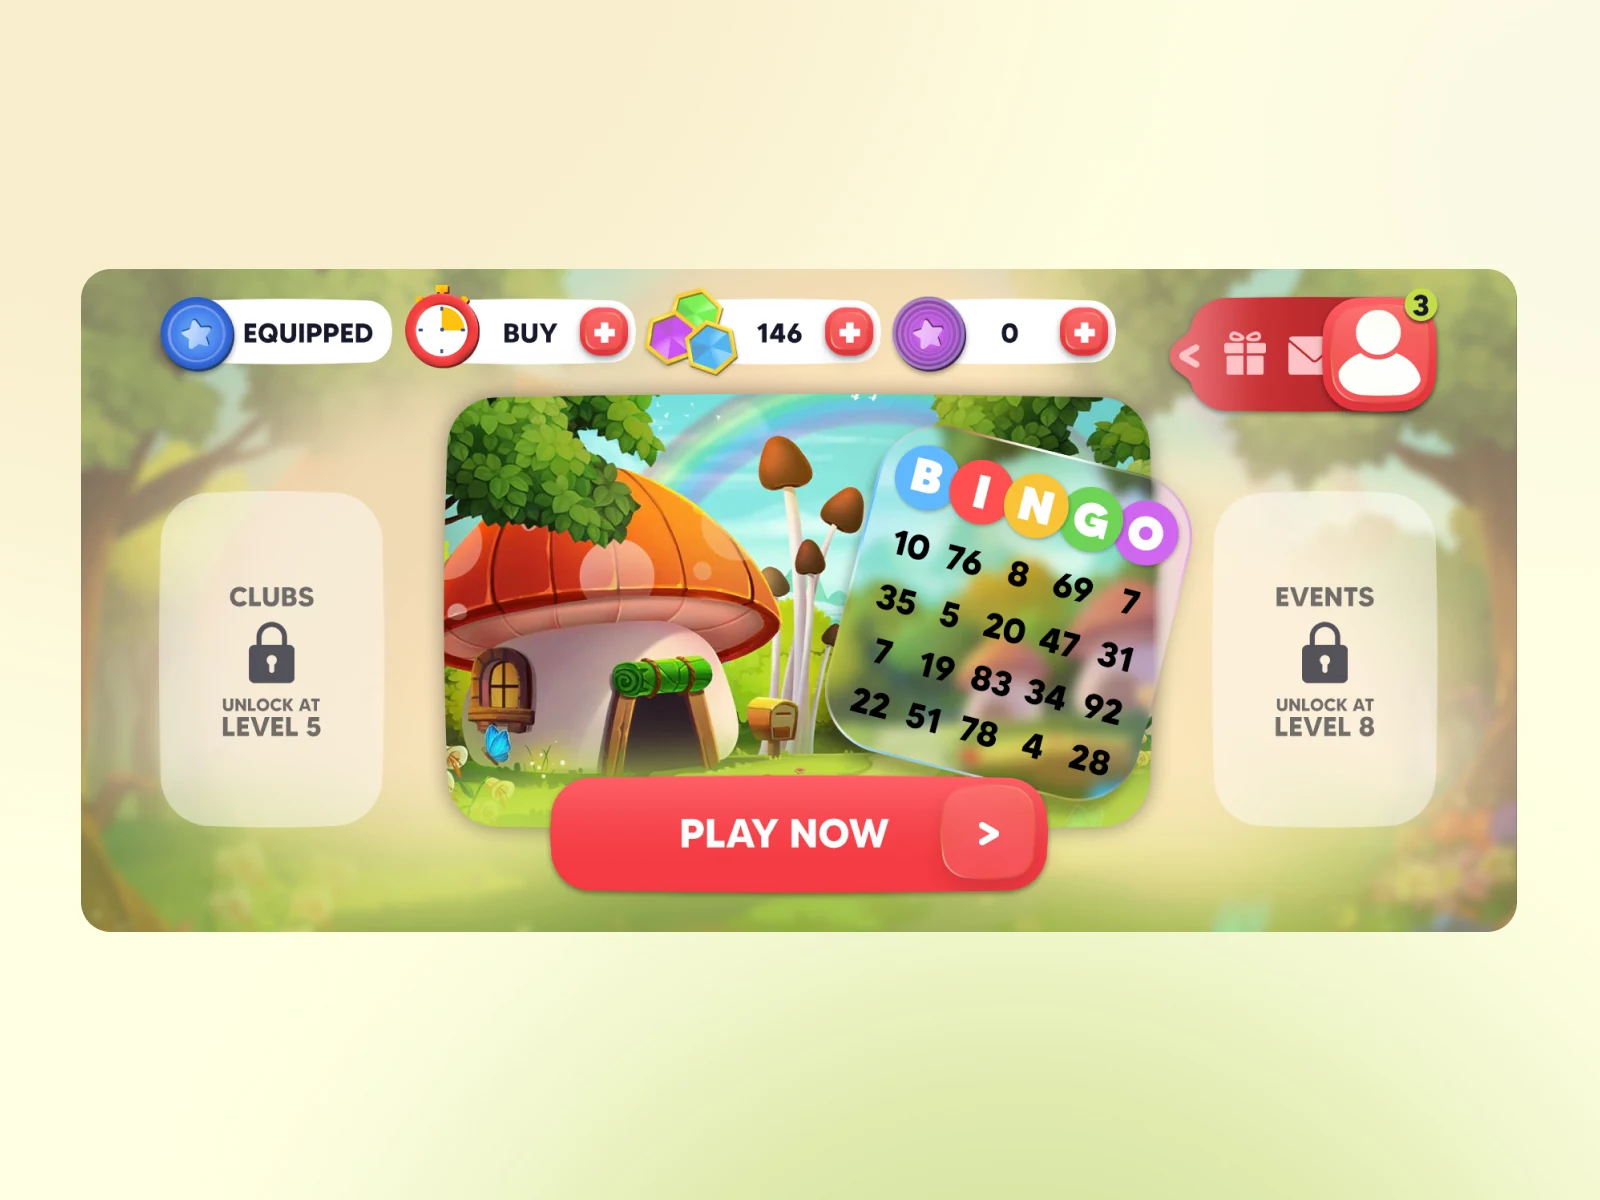 EQUIPPED
BUY
146
0
3
BINGO
10 76 8 69 7
35 5 20 47 31
7 19 83 34 92
22 51 78 4 28
CLUBS
UNLOCK AT
LEVEL 5
EVENTS
UNLOCK AT
LEVEL 8
PLAY NOW >